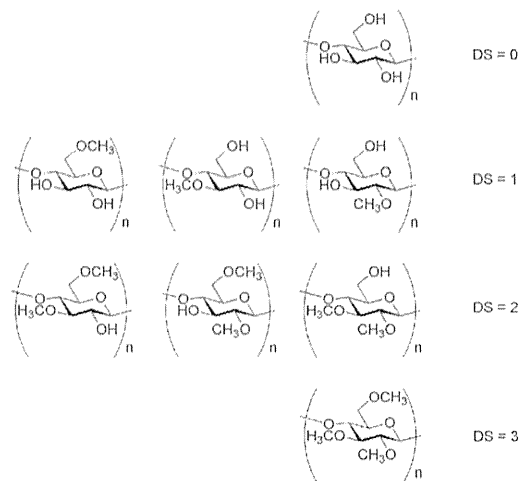 OH
O O DS = 0
HO
OH
n
OCH₃ OH OH
O O O O O O DS = 1
HO H₃CO HO
OH OH CH₃O
n n n
OCH₃ OCH₃ OH
O O O O O O DS = 2
H₃CO HO H₃CO
OH CH₃O CH₃O
n n n
OCH₃
O O DS = 3
H₃CO
CH₃O
n